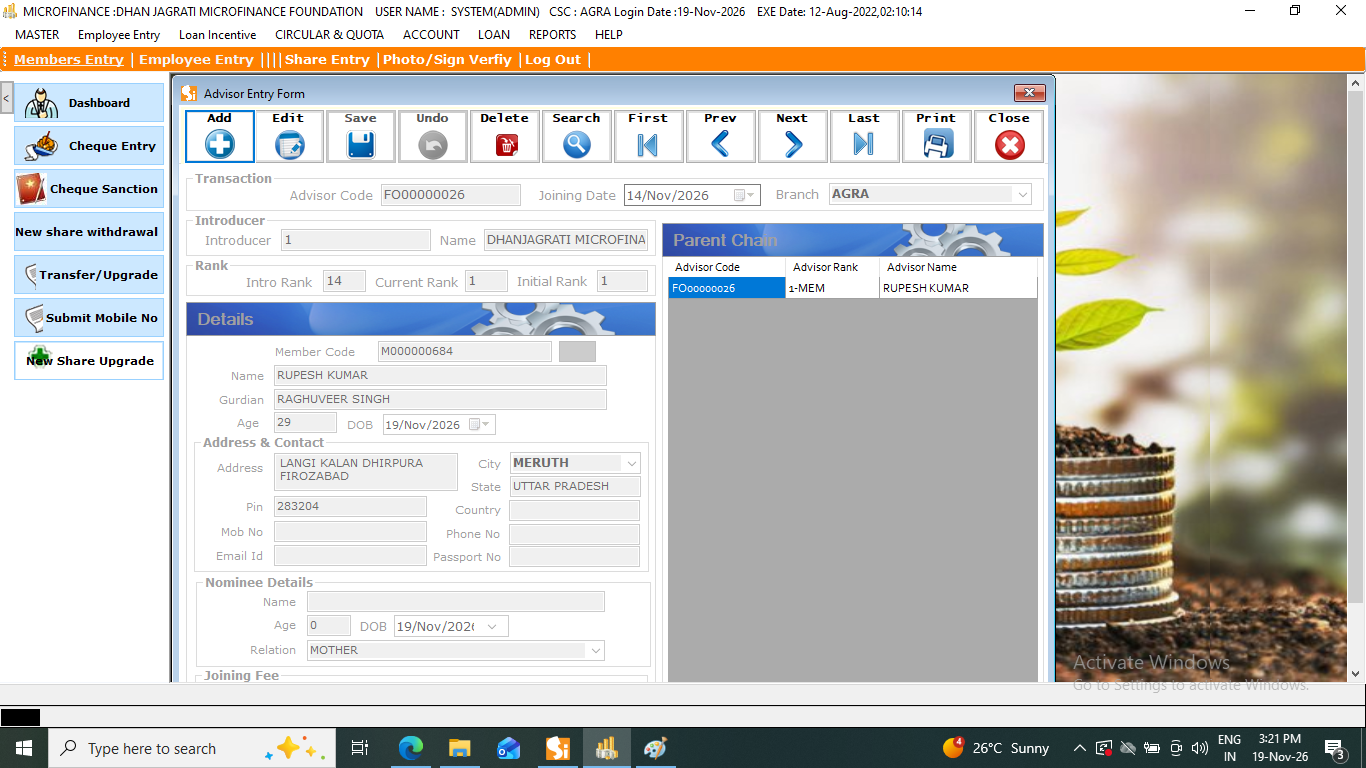 MICROFINANCE :DHAN JAGRATI MICROFINANCE FOUNDATION USER NAME : SYSTEM(ADMIN) CSC : AGRA Login Date :19-Nov-2026 EXE Date: 12-Aug-2022,02:10:14
MASTER Employee Entry Loan Incentive CIRCULAR & QUOTA ACCOUNT LOAN REPORTS HELP
Members Entry | Employee Entry ||||Share Entry |Photo/Sign Verfiy |Log Out |
<
Dashboard
Cheque Entry
Cheque Sanction
New share withdrawal
Transfer/Upgrade
Submit Mobile No
New Share Upgrade
Advisor Entry Form
Add Edit Save Undo Delete Search First Prev Next Last Print Close
Transaction
Advisor Code FO00000026 Joining Date 14/Nov/2026 Branch AGRA
Introducer
Introducer 1 Name DHANJAGRATI MICROFINA
Rank
Intro Rank 14 Current Rank 1 Initial Rank 1
Details
Member Code M000000684
Name RUPESH KUMAR
Gurdian RAGHUVEER SINGH
Age 29 DOB 19/Nov/2026
Address & Contact
Address LANGI KALAN DHIRPURA
FIROZABAD
City MERUTH
State UTTAR PRADESH
Pin 283204 Country
Mob No Phone No
Email Id Passport No
Nominee Details
Name
Age 0 DOB 19/Nov/2026
Relation MOTHER
Joining Fee
Parent Chain
Advisor Code Advisor Rank Advisor Name
FO00000026 1-MEM RUPESH KUMAR
Activate Windows
Go to Settings to activate Windows.
Type here to search
4
26°C Sunny
ENG
IN
3:21 PM
19-Nov-26
3